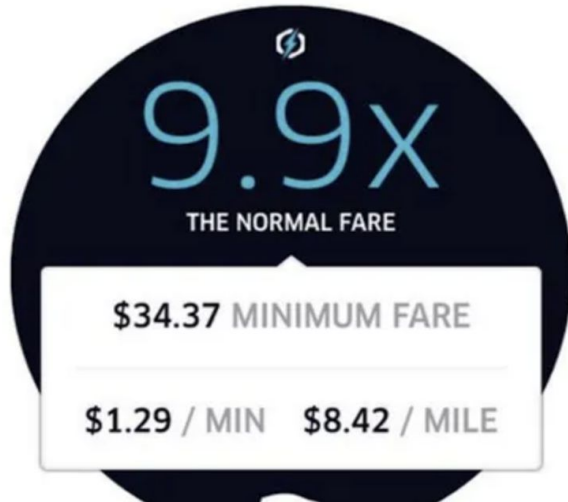 9.9x
THE NORMAL FARE
$34.37 MINIMUM FARE
$1.29 / MIN $8.42 / MILE